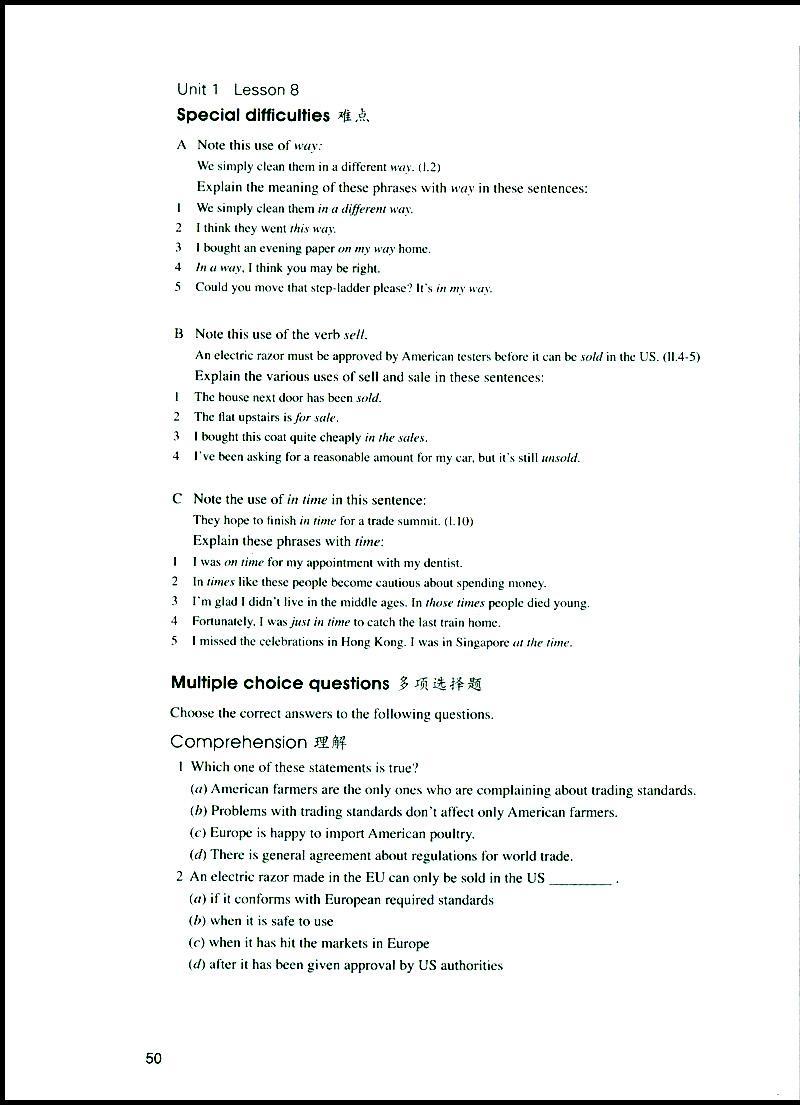 Unit 1 Lesson 8
Special difficulties 难点
A Note this use of way:
We simply clean them in a different way. (l.2)
Explain the meaning of these phrases with way in these sentences:
1 We simply clean them in a different way.
2 I think they went this way.
3 I bought an evening paper on my way home.
4 In a way, I think you may be right.
5 Could you move that step-ladder please? It's in my way.
B Note this use of the verb sell.
An electric razor must be approved by American testers before it can be sold in the US. (ll.4-5)
Explain the various uses of sell and sale in these sentences:
1 The house next door has been sold.
2 The flat upstairs is for sale.
3 I bought this coat quite cheaply in the sales.
4 I've been asking for a reasonable amount for my car, but it's still unsold.
C Note the use of in time in this sentence:
They hope to finish in time for a trade summit. (l.10)
Explain these phrases with time:
1 I was on time for my appointment with my dentist.
2 In times like these people become cautious about spending money.
3 I'm glad I didn't live in the middle ages. In those times people died young.
4 Fortunately, I was just in time to catch the last train home.
5 I missed the celebrations in Hong Kong. I was in Singapore at the time.
Multiple choice questions 多项选择题
Choose the correct answers to the following questions.
Comprehension 理解
1 Which one of these statements is true?
(a) American farmers are the only ones who are complaining about trading standards.
(b) Problems with trading standards don't affect only American farmers.
(c) Europe is happy to import American poultry.
(d) There is general agreement about regulations for world trade.
2 An electric razor made in the EU can only be sold in the US _________ .
(a) if it conforms with European required standards
(b) when it is safe to use
(c) when it has hit the markets in Europe
(d) after it has been given approval by US authorities
50